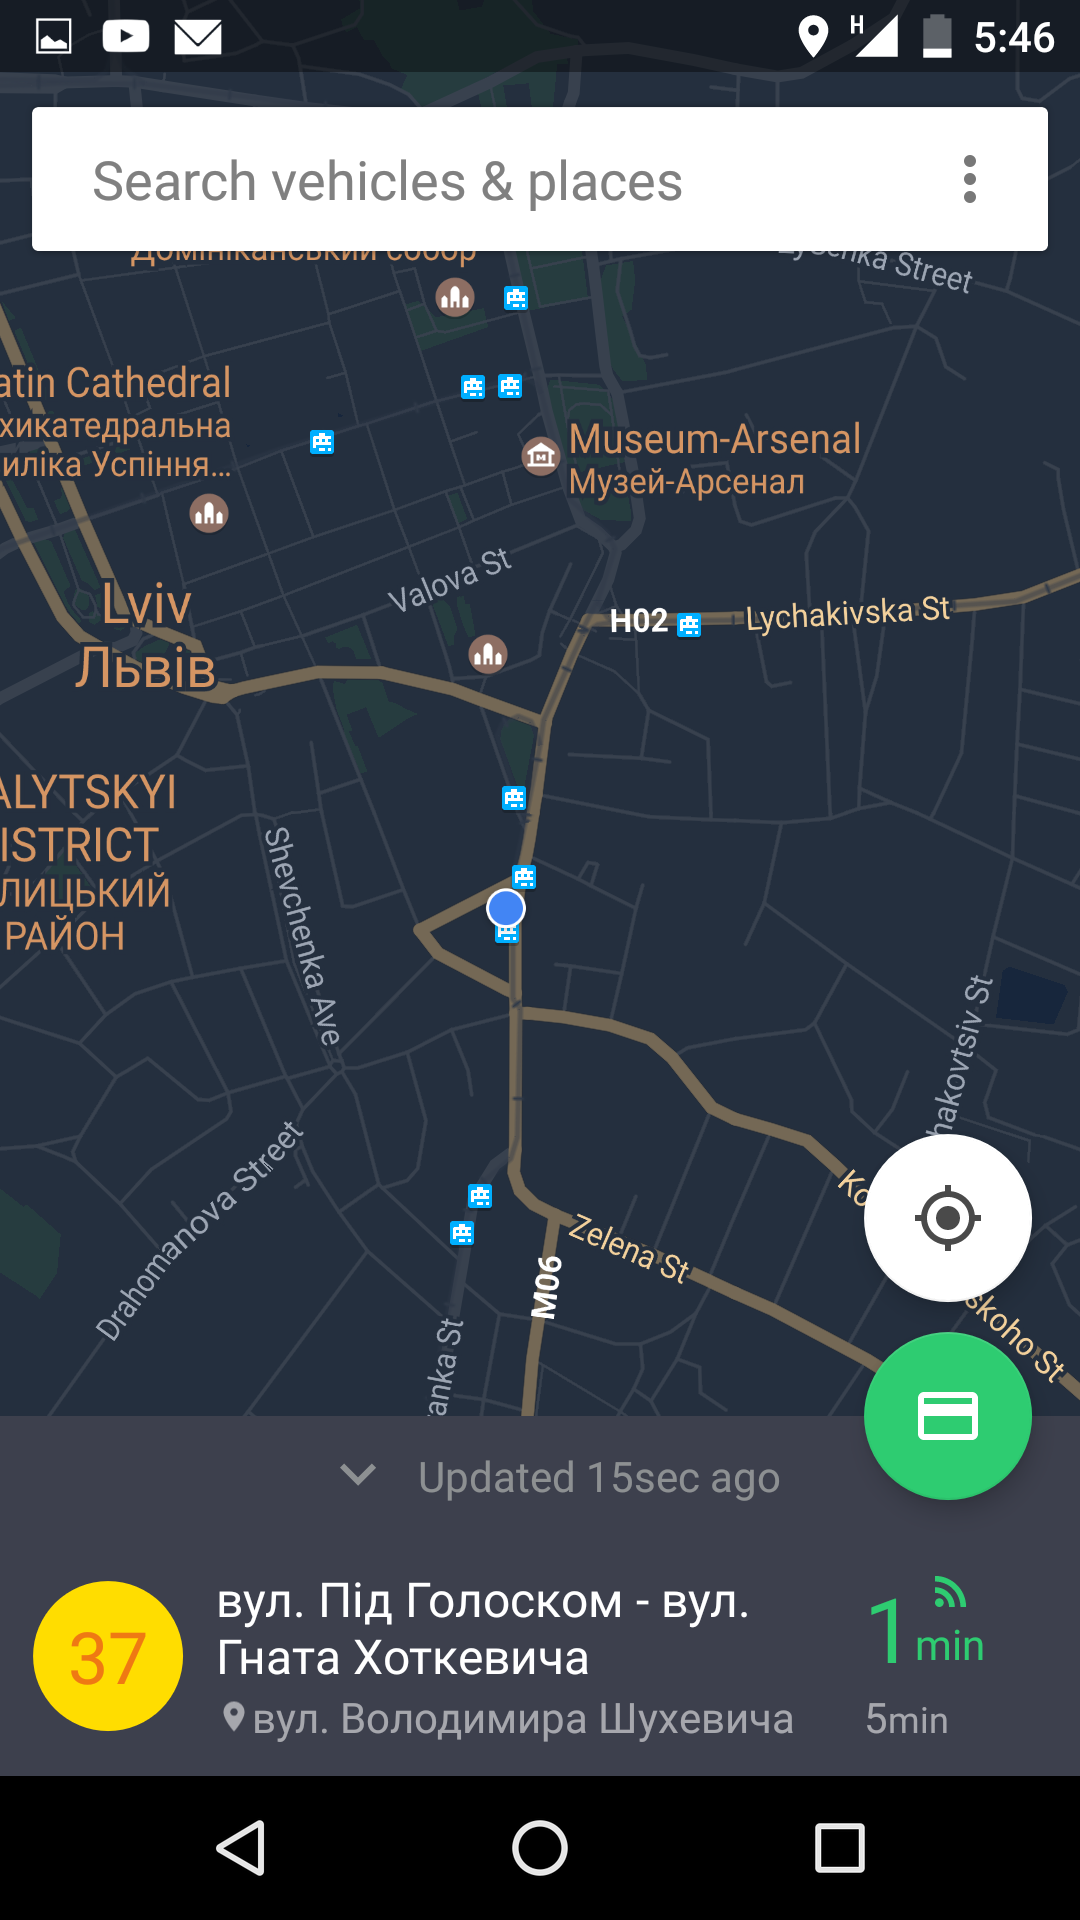 5:46
H
Search vehicles & places
Домініканський собор
Street
atin Cathedral
хикатедральна
иліка Успіння...
Museum-Arsenal
Музей-Арсенал
Valova St
Lviv
Львів
H02
Lychakivska St
ALYTSKYI
ISTRICT
ЛИЦЬКИЙ
РАЙОН
Shevchenka Ave
hakovtsiv St
Drahomanova Street
Ko
skoho St
Zelena St
M06
anka St
Updated 15sec ago
37
вул. Під Голоском - вул.
Гната Хоткевича
вул. Володимира Шухевича
1 min
5min